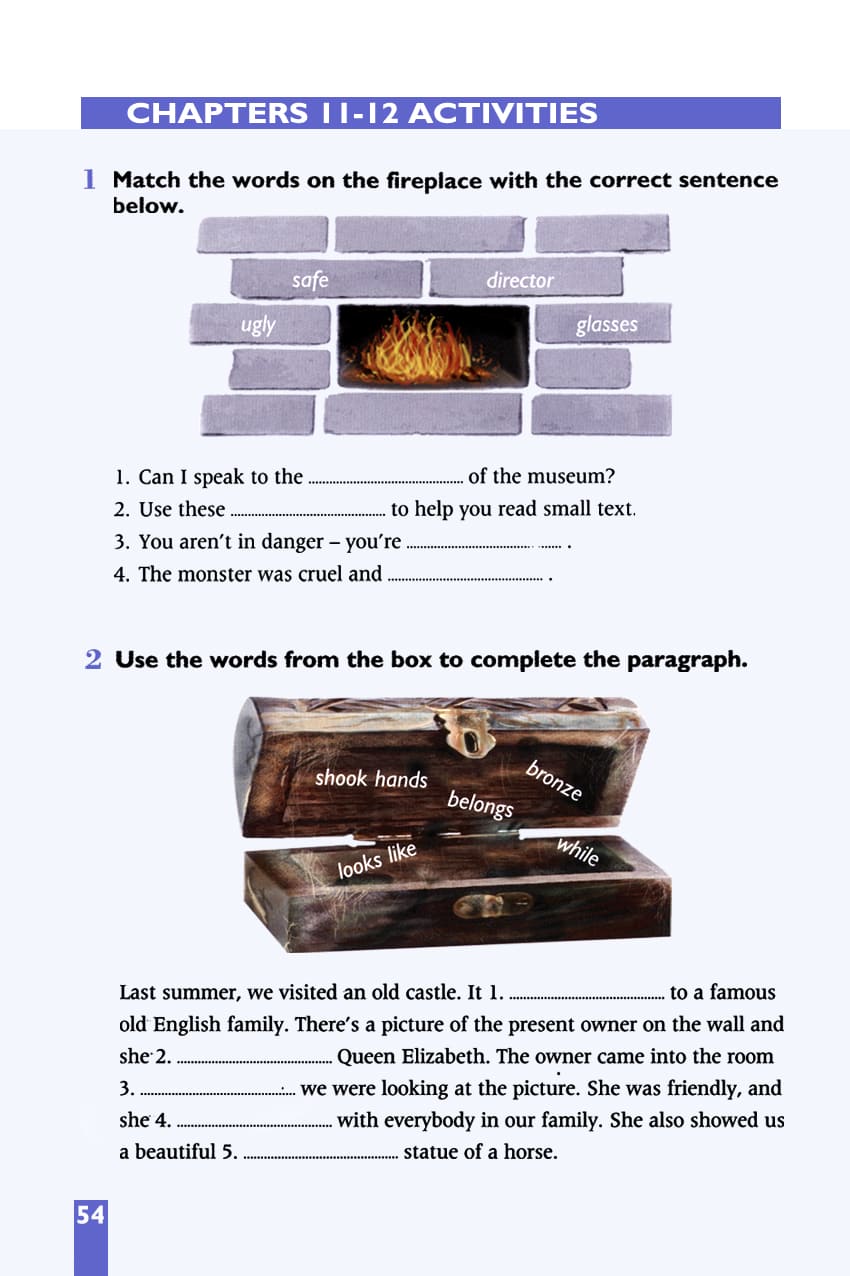 CHAPTERS 11-12 ACTIVITIES
1 Match the words on the fireplace with the correct sentence
below.
safe director
ugly glasses
1. Can I speak to the ............................................. of the museum?
2. Use these ............................................. to help you read small text.
3. You aren't in danger – you're ............................................. .
4. The monster was cruel and ............................................. .
2 Use the words from the box to complete the paragraph.
shook hands bronze
belongs
looks like while
Last summer, we visited an old castle. It 1. ............................................. to a famous
old English family. There's a picture of the present owner on the wall and
she 2. ............................................. Queen Elizabeth. The owner came into the room
3. ............................................. we were looking at the picture. She was friendly, and
she 4. ............................................. with everybody in our family. She also showed us
a beautiful 5. ............................................. statue of a horse.
54